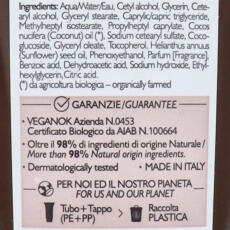 Ingredients: Aqua/Water/Eau, Cetyl alcohol, Glycerin, Cete-
aryl alcohol, Glyceryl stearate, Caprylic/capric triglyceride,
Methylheptyl isostearate, Propylheptyl caprylate, Cocos
nucifera (Coconut) oil (*), Sodium cetearyl sulfate, Coco-
glucoside, Glyceryl oleate, Tocopherol, Helianthus annuus
(Sunflower) seed oil, Phenoxyethanol, Parfum [Fragrance],
Benzoic acid, Dehydroacetic acid, Sodium hydroxide, Ethyl-
hexylglycerin, Citric acid.
(*) da agricoltura biologica – organically farmed
GARANZIE/GUARANTEE
• VEGANOK Azienda N.0453
Certificato Biologico da AIAB N.100664
• Oltre il 98% di ingredienti di origine Naturale/
More than 98% Natural origin ingredients.
• Dermatologically tested • MADE IN ITALY
PER NOI ED IL NOSTRO PIANETA
FOR US AND OUR PLANET
Tubo+Tappo > Raccolta
(PE+PP) PLASTICA